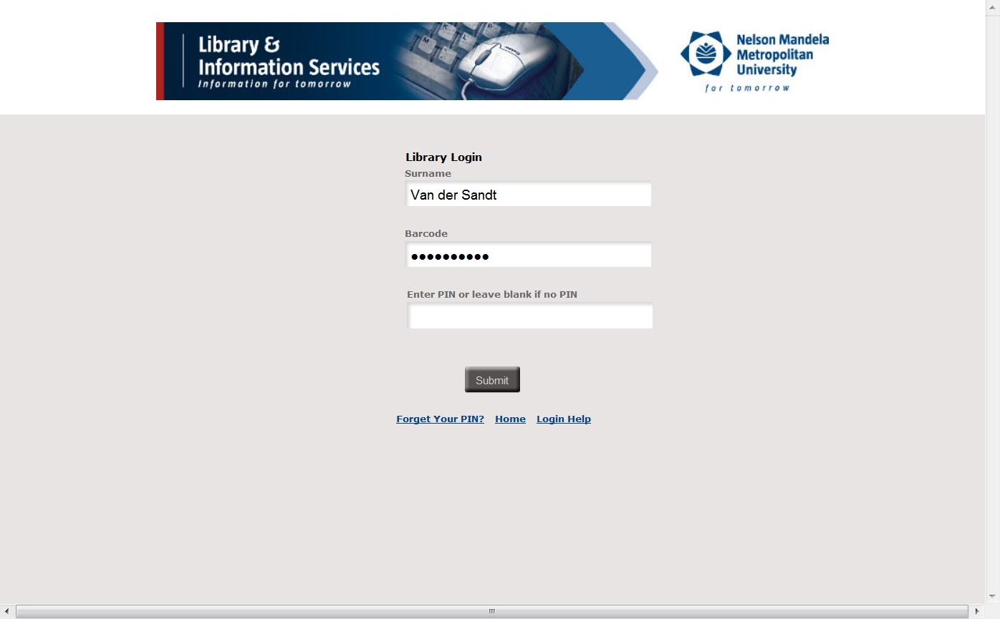 Library &
Information Services
Information for tomorrow
Nelson Mandela
Metropolitan
University
for tomorrow
Library Login
Surname
Van der Sandt
Barcode
••••••••••
Enter PIN or leave blank if no PIN
Submit
Forget Your PIN? Home Login Help